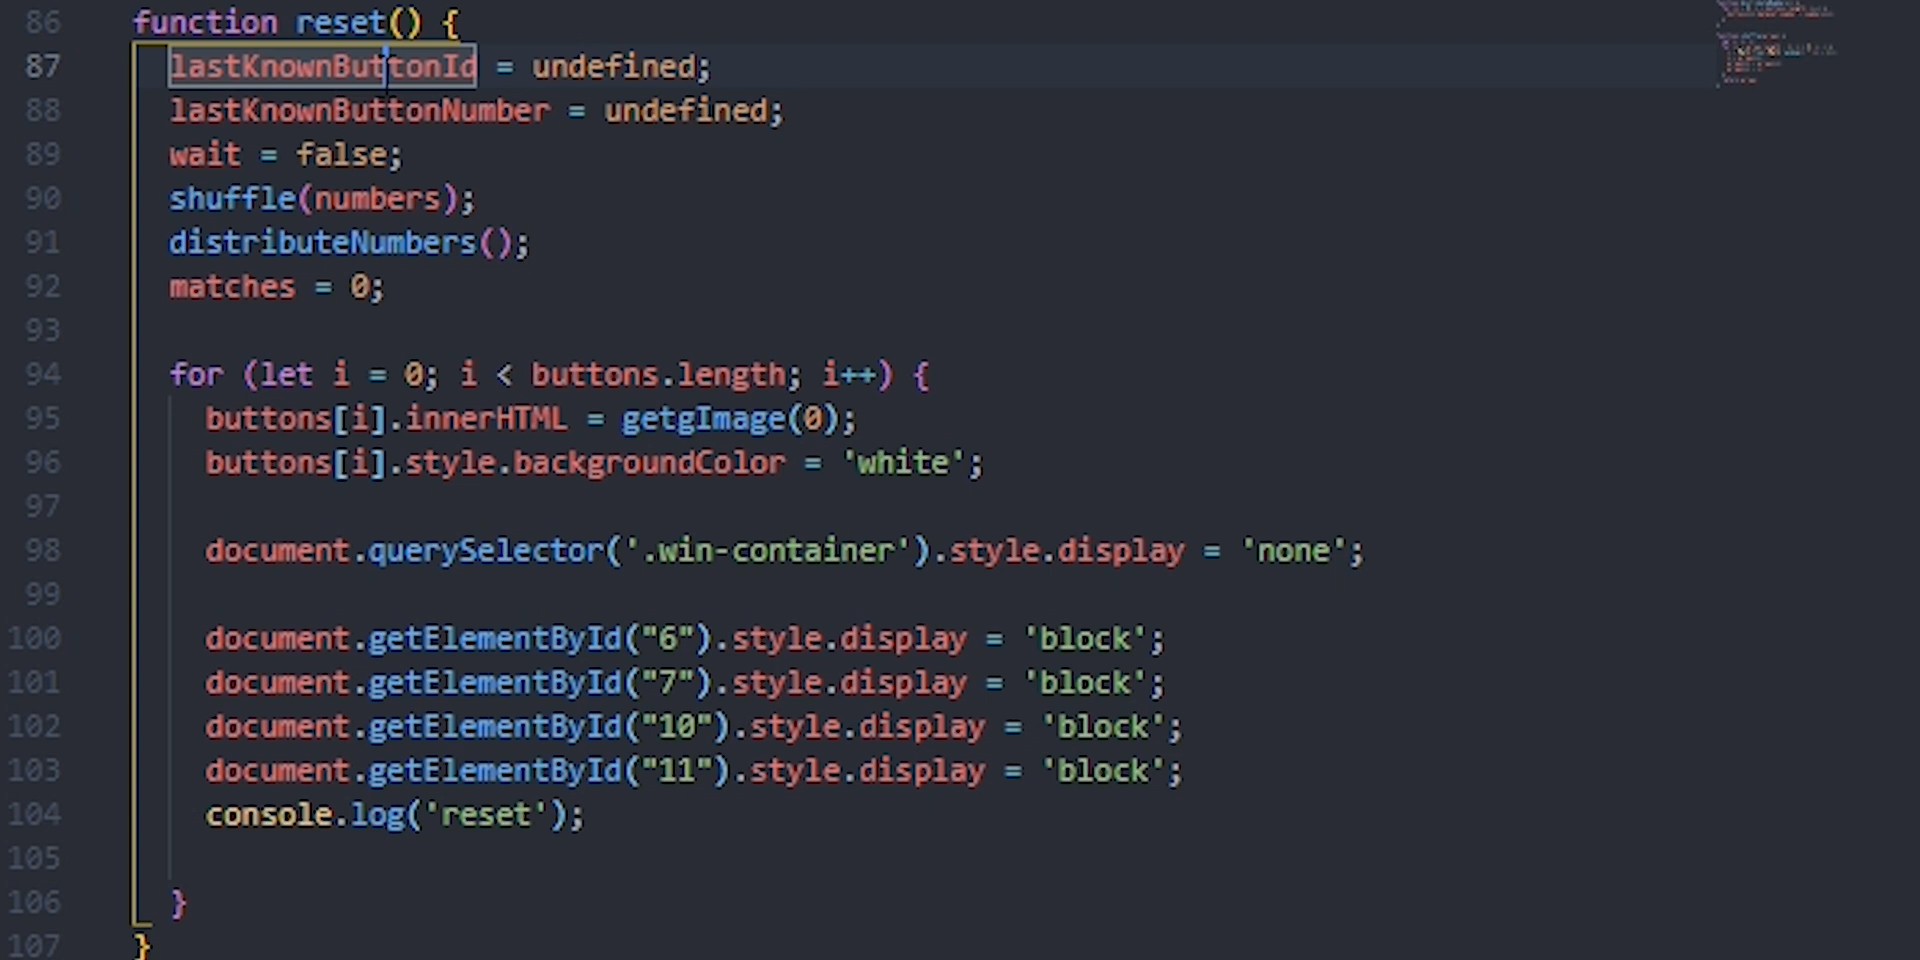 86 function reset() {
87 lastKnownButtonId = undefined;
88 lastKnownButtonNumber = undefined;
89 wait = false;
90 shuffle(numbers);
91 distributeNumbers();
92 matches = 0;
93
94 for (let i = 0; i < buttons.length; i++) {
95 buttons[i].innerHTML = getgImage(0);
96 buttons[i].style.backgroundColor = 'white';
97
98 document.querySelector('.win-container').style.display = 'none';
99
100 document.getElementById("6").style.display = 'block';
101 document.getElementById("7").style.display = 'block';
102 document.getElementById("10").style.display = 'block';
103 document.getElementById("11").style.display = 'block';
104 console.log('reset');
105
106 }
107 }